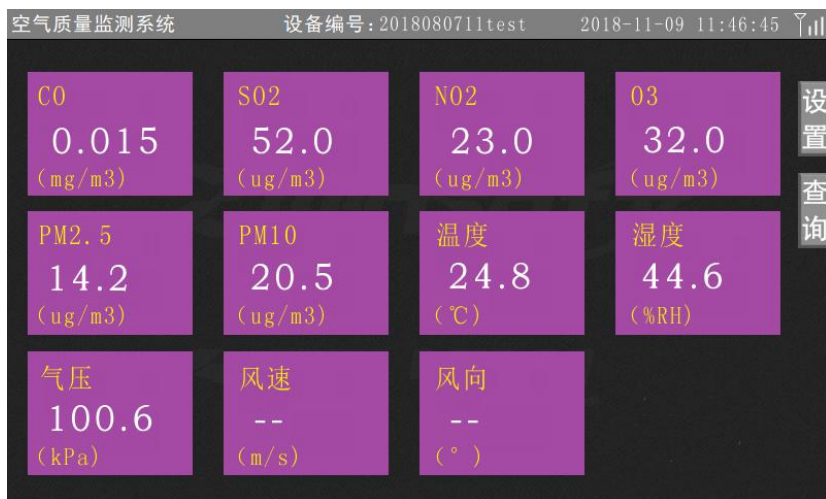 空气质量监测系统 设备编号:2018080711test 2018-11-09 11:46:45
CO SO2 NO2 O3
0.015 52.0 23.0 32.0
(mg/m3) (ug/m3) (ug/m3) (ug/m3)
设置
查询
PM2.5 PM10 温度 湿度
14.2 20.5 24.8 44.6
(ug/m3) (ug/m3) (℃) (%RH)
气压 风速 风向
100.6 -- --
(kPa) (m/s) (°)